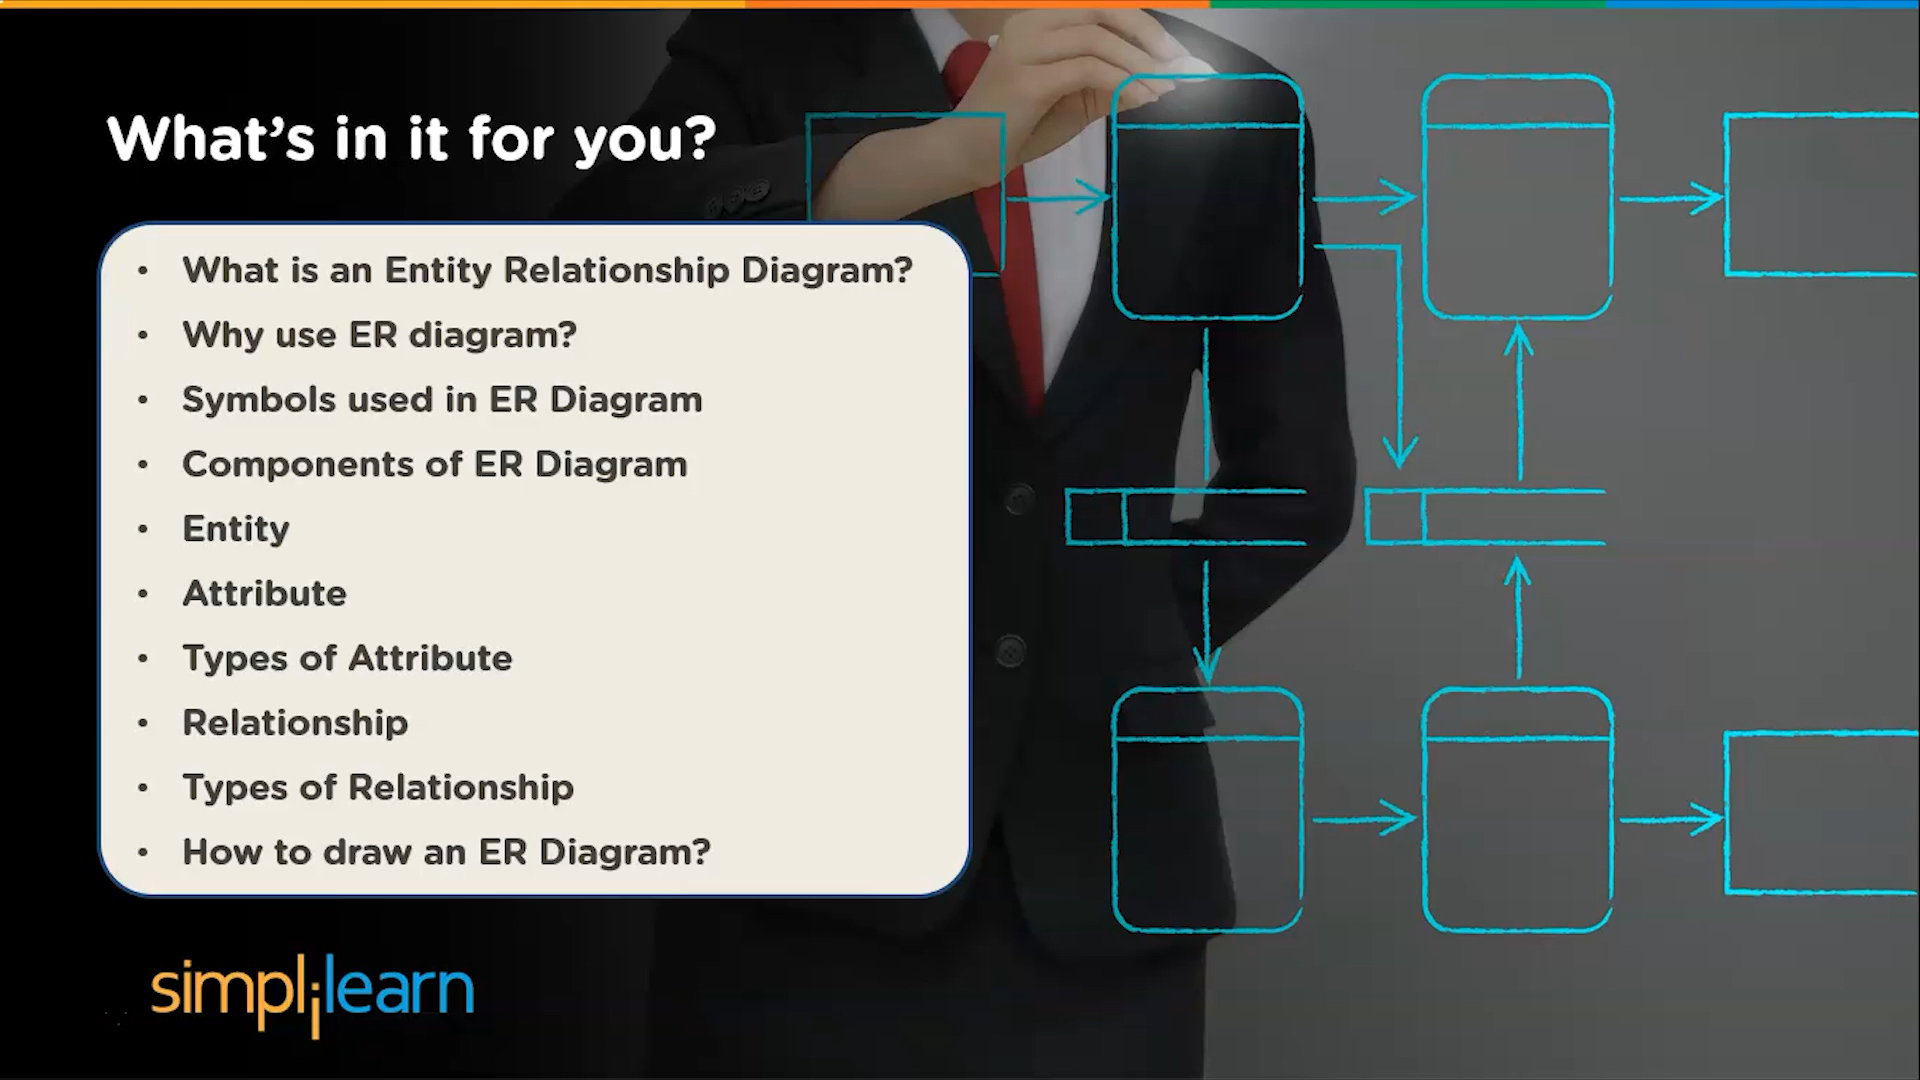 What's in it for you?
• What is an Entity Relationship Diagram?
• Why use ER diagram?
• Symbols used in ER Diagram
• Components of ER Diagram
• Entity
• Attribute
• Types of Attribute
• Relationship
• Types of Relationship
• How to draw an ER Diagram?
simplilearn